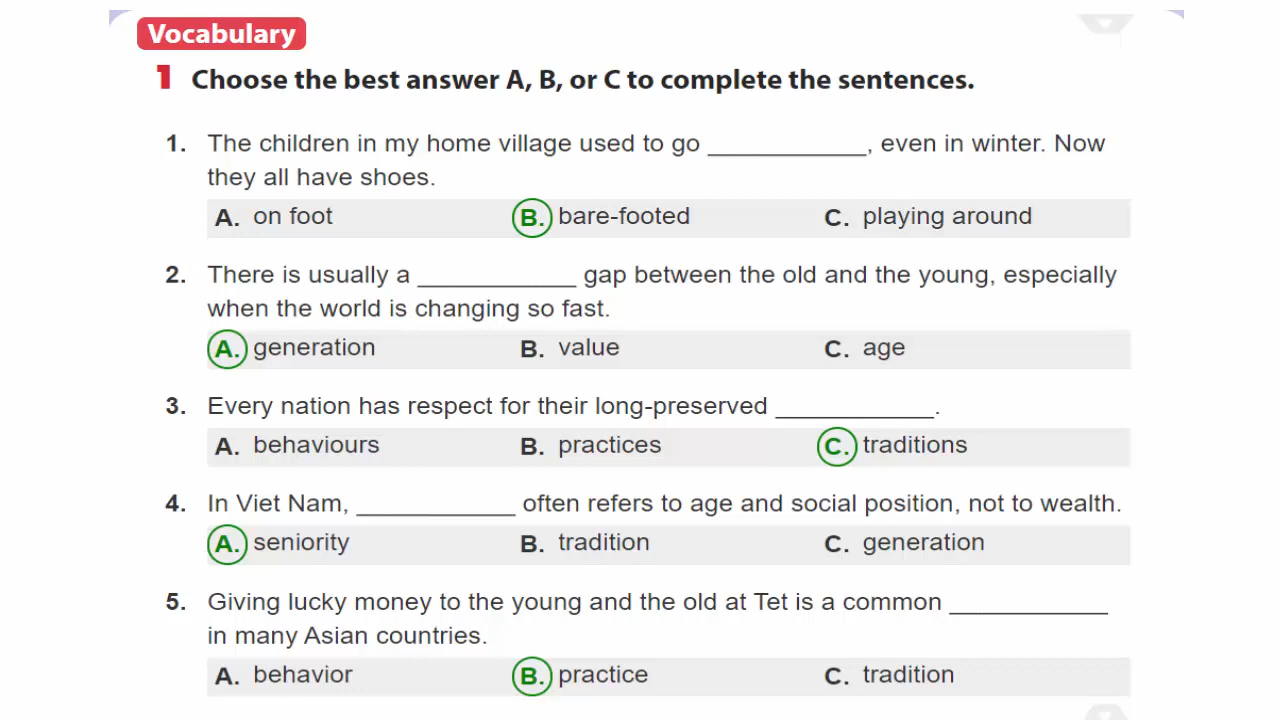 Vocabulary
1 Choose the best answer A, B, or C to complete the sentences.
1. The children in my home village used to go ____________, even in winter. Now
they all have shoes.
A. on foot B. bare-footed C. playing around
2. There is usually a ____________ gap between the old and the young, especially
when the world is changing so fast.
A. generation B. value C. age
3. Every nation has respect for their long-preserved ____________.
A. behaviours B. practices C. traditions
4. In Viet Nam, ____________ often refers to age and social position, not to wealth.
A. seniority B. tradition C. generation
5. Giving lucky money to the young and the old at Tet is a common ____________
in many Asian countries.
A. behavior B. practice C. tradition